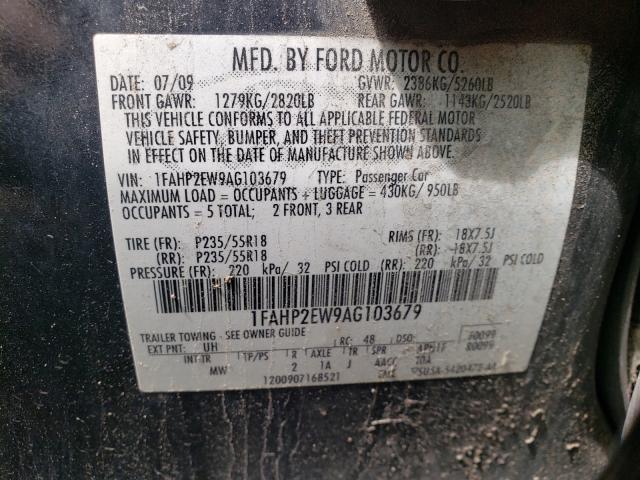 MFD. BY FORD MOTOR CO.
DATE: 07/09 GVWR: 2386KG/5260LB
FRONT GAWR: 1279KG/2820LB REAR GAWR: 1143KG/2520LB
THIS VEHICLE CONFORMS TO ALL APPLICABLE FEDERAL MOTOR
VEHICLE SAFETY, BUMPER, AND THEFT PREVENTION STANDARDS
IN EFFECT ON THE DATE OF MANUFACTURE SHOWN ABOVE.
VIN: 1FAHP2EW9AG103679 TYPE: Passenger Car
MAXIMUM LOAD = OCCUPANTS + LUGGAGE = 430KG/ 950LB
OCCUPANTS = 5 TOTAL; 2 FRONT, 3 REAR
TIRE (FR): P235/55R18 RIMS (FR): 18X7.5J
(RR): P235/55R18 (RR): 18X7.5J
PRESSURE (FR): 220 kPa/ 32 PSI COLD (RR): 220 kPa/ 32 PSI COLD
1FAHP2EW9AG103679
TRAILER TOWING - SEE OWNER GUIDE
EXT PNT: UH RC: 48 DSO:
INT TR TP/PS R AXLE TR SPR
MW 2 1A J AACC
1200907168521